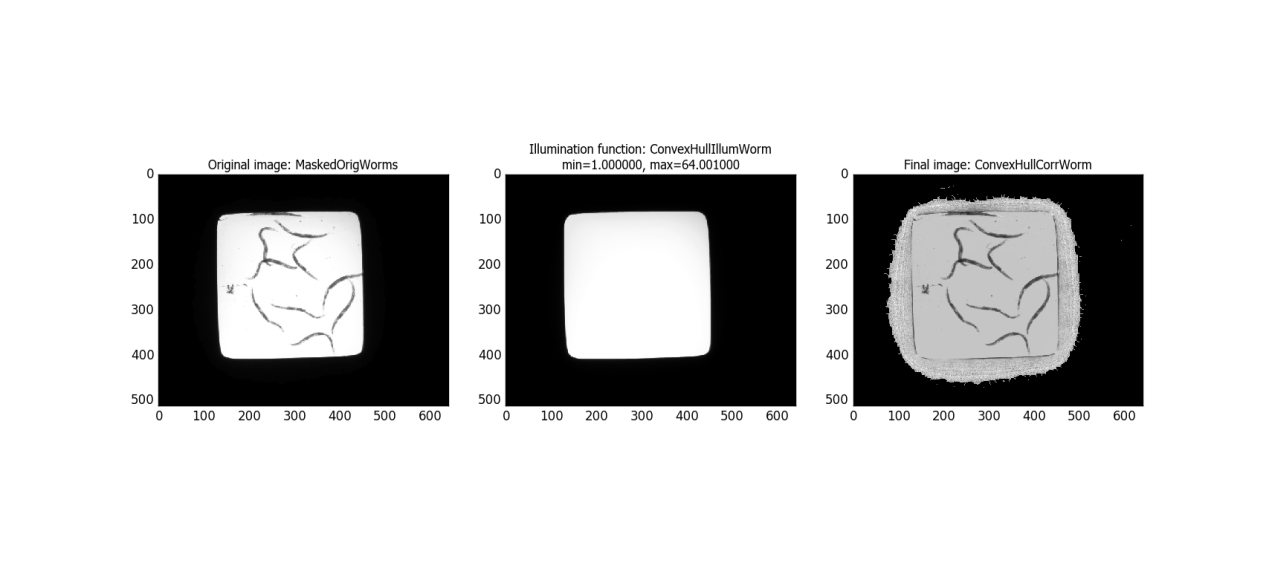 Original image: MaskedOrigWorms
0
100
200
300
400
500
0 100 200 300 400 500 600
Illumination function: ConvexHullIllumWorm
min=1.000000, max=64.001000
0
100
200
300
400
500
0 100 200 300 400 500 600
Final image: ConvexHullCorrWorm
0
100
200
300
400
500
0 100 200 300 400 500 600